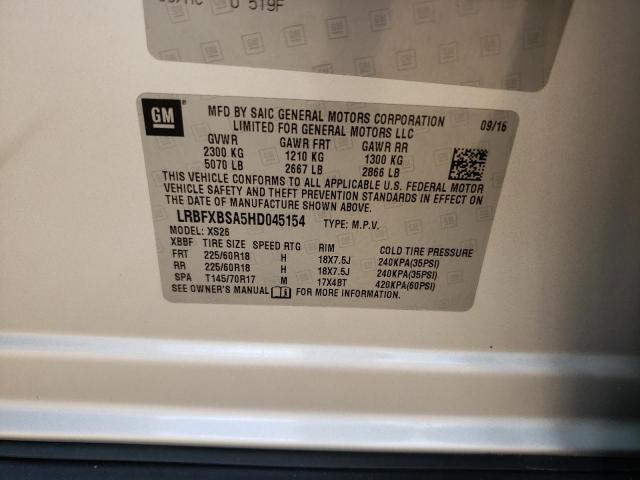 519F
GM
MFD BY SAIC GENERAL MOTORS CORPORATION
LIMITED FOR GENERAL MOTORS LLC
09/16
GVWR GAWR FRT GAWR RR
2300 KG 1210 KG 1300 KG
5070 LB 2667 LB 2866 LB
THIS VEHICLE CONFORMS TO ALL APPLICABLE U.S. FEDERAL MOTOR
VEHICLE SAFETY AND THEFT PREVENTION STANDARDS IN EFFECT ON
THE DATE OF MANUFACTURE SHOWN ABOVE.
LRBFXBSA5HD045154 TYPE: M.P.V.
MODEL: XS26
XBBF TIRE SIZE SPEED RTG RIM COLD TIRE PRESSURE
FRT 225/60R18 H 18X7.5J 240KPA(35PSI)
RR 225/60R18 H 18X7.5J 240KPA(35PSI)
SPA T145/70R17 M 17X4BT 420KPA(60PSI)
SEE OWNER'S MANUAL FOR MORE INFORMATION.